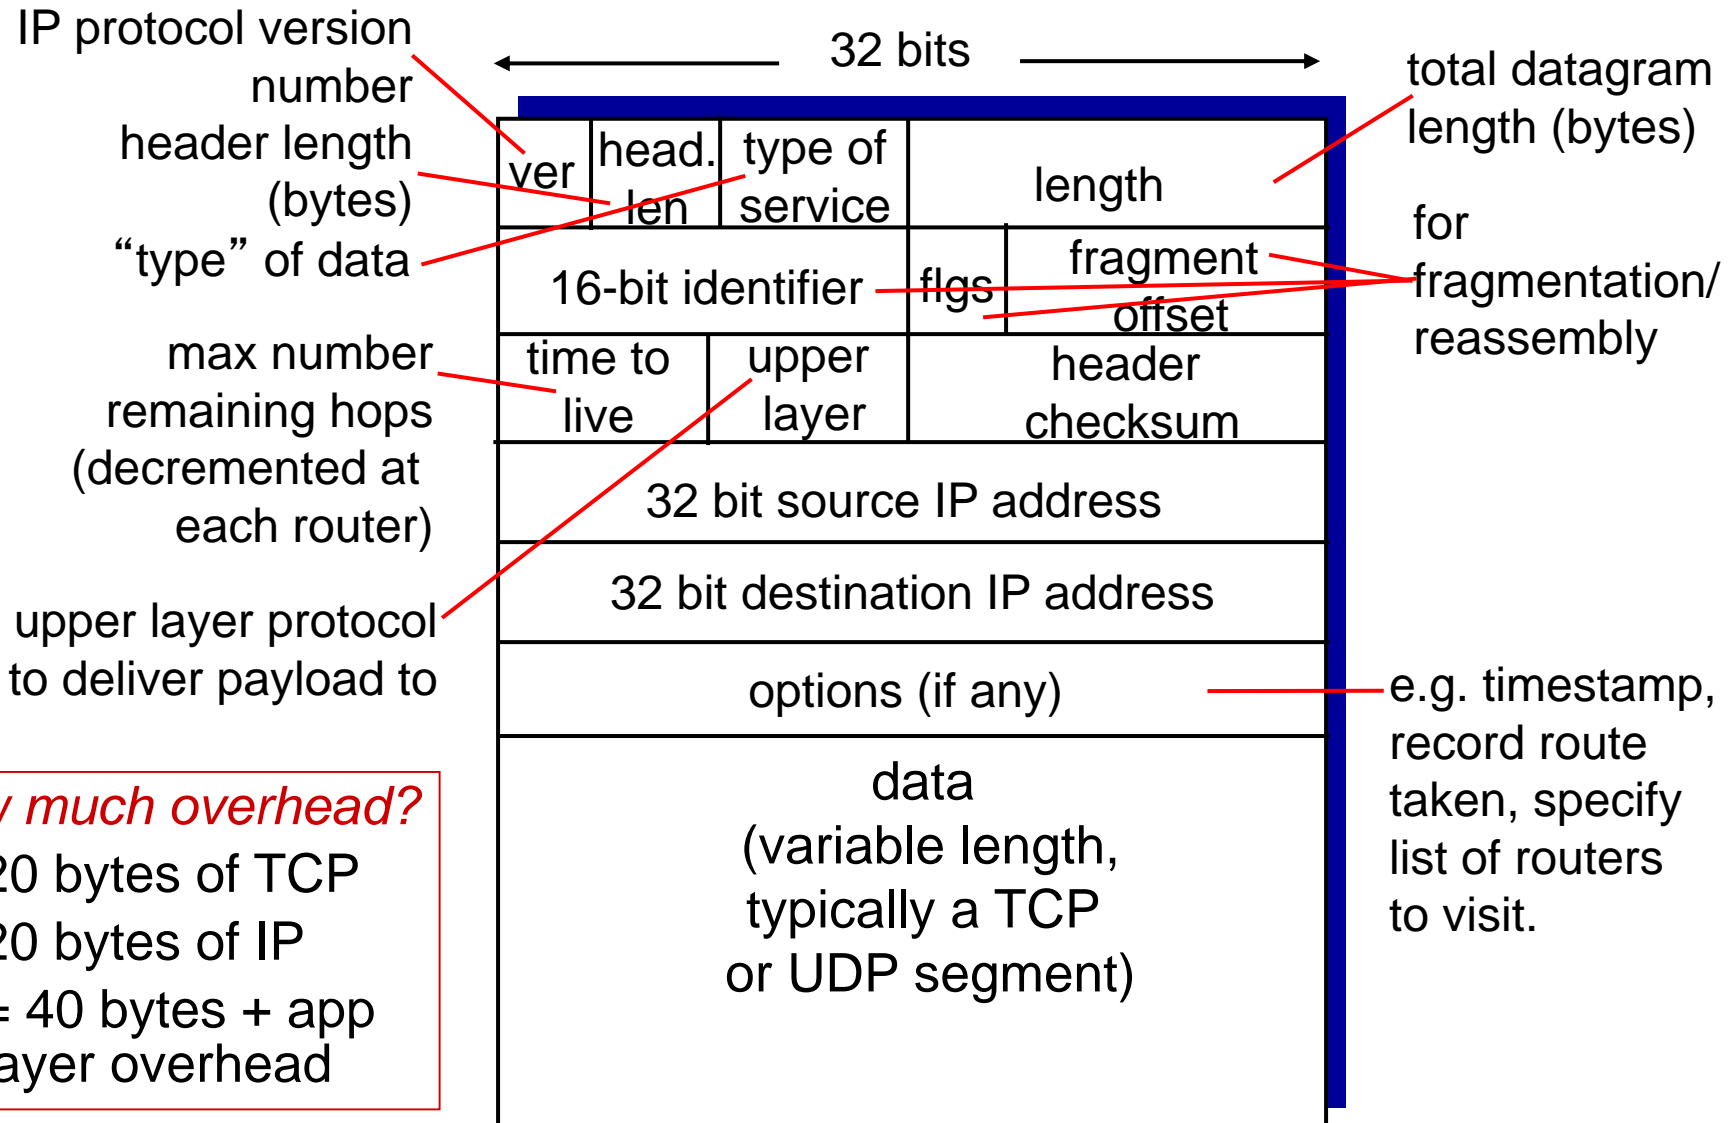 IP protocol version
number
header length
(bytes)
“type” of data
max number
remaining hops
(decremented at
each router)
upper layer protocol
to deliver payload to
much overhead?
20 bytes of TCP
20 bytes of IP
= 40 bytes + app
overhead
32 bits
ver
head.
len
type of
service
length
16-bit identifier
flgs
fragment
offset
time to
live
upper
layer
header
checksum
32 bit source IP address
32 bit destination IP address
options (if any)
data
(variable length,
typically a TCP
or UDP segment)
total datagram
length (bytes)
for
fragmentation/
reassembly
e.g. timestamp,
record route
taken, specify
list of routers
to visit.